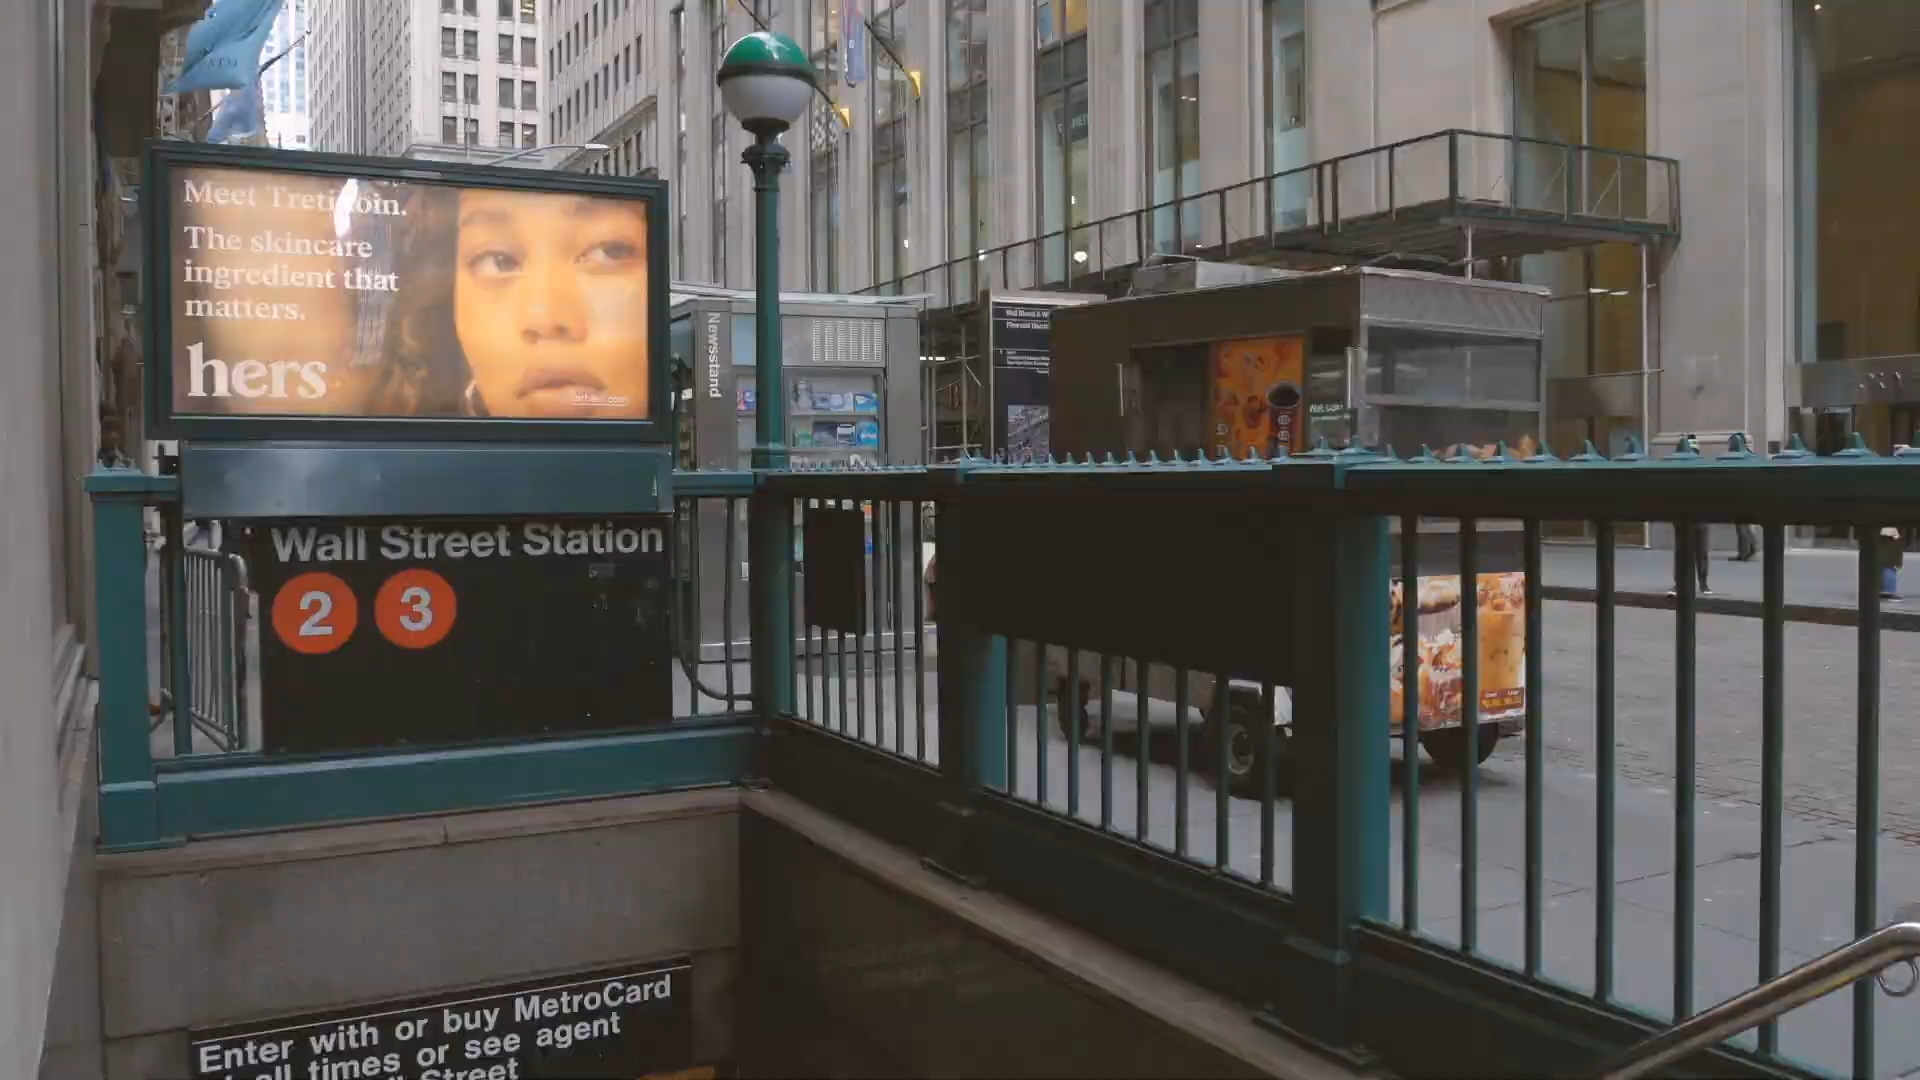 Meet Tretinoin.
The skincare
ingredient that
matters.
hers
Newsstand
Wall Street Station
2 3
Enter with or buy MetroCard
all times or see agent
Street